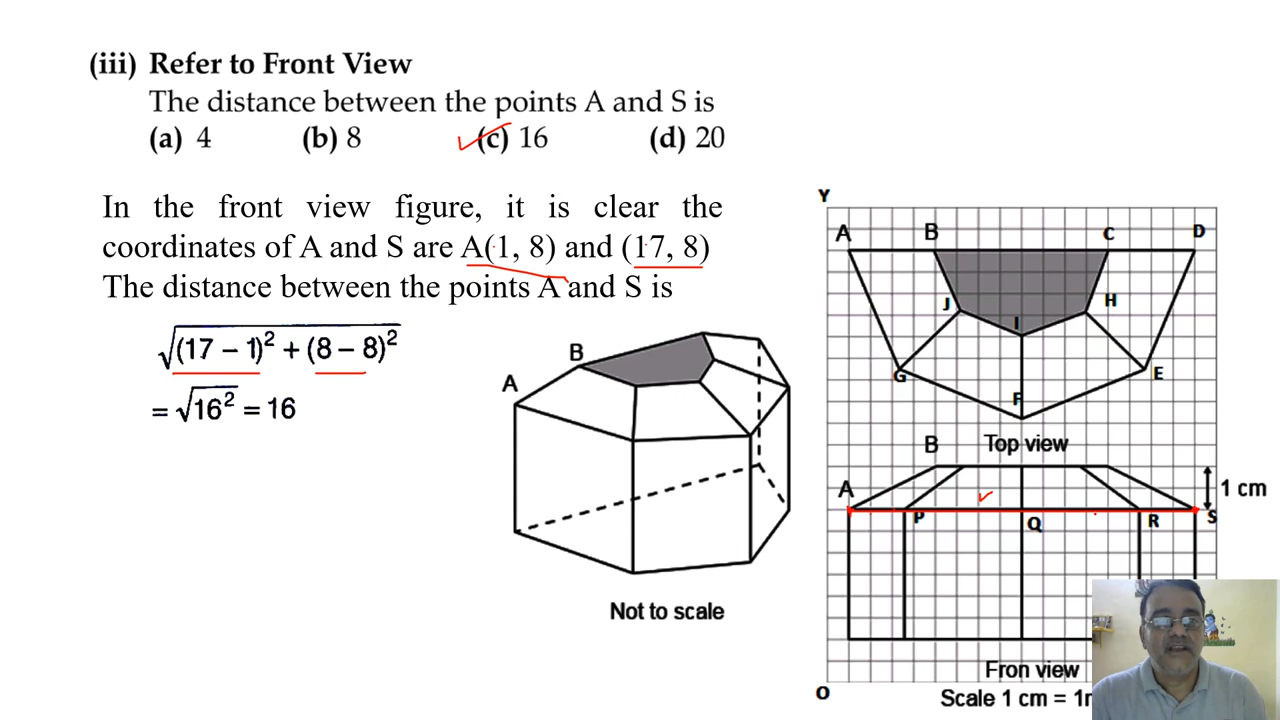 (iii) Refer to Front View
The distance between the points A and S is
(a) 4 (b) 8 (c) 16 (d) 20
In the front view figure, it is clear the
coordinates of A and S are A(1, 8) and (17, 8)
The distance between the points A and S is
√(17 – 1)² + (8 – 8)²
= √16² = 16
A
B
Not to scale
Y
A B C D
J I H
G F E
B Top view
A
1 cm
P Q R S
Fron view
O
Scale 1 cm = 1